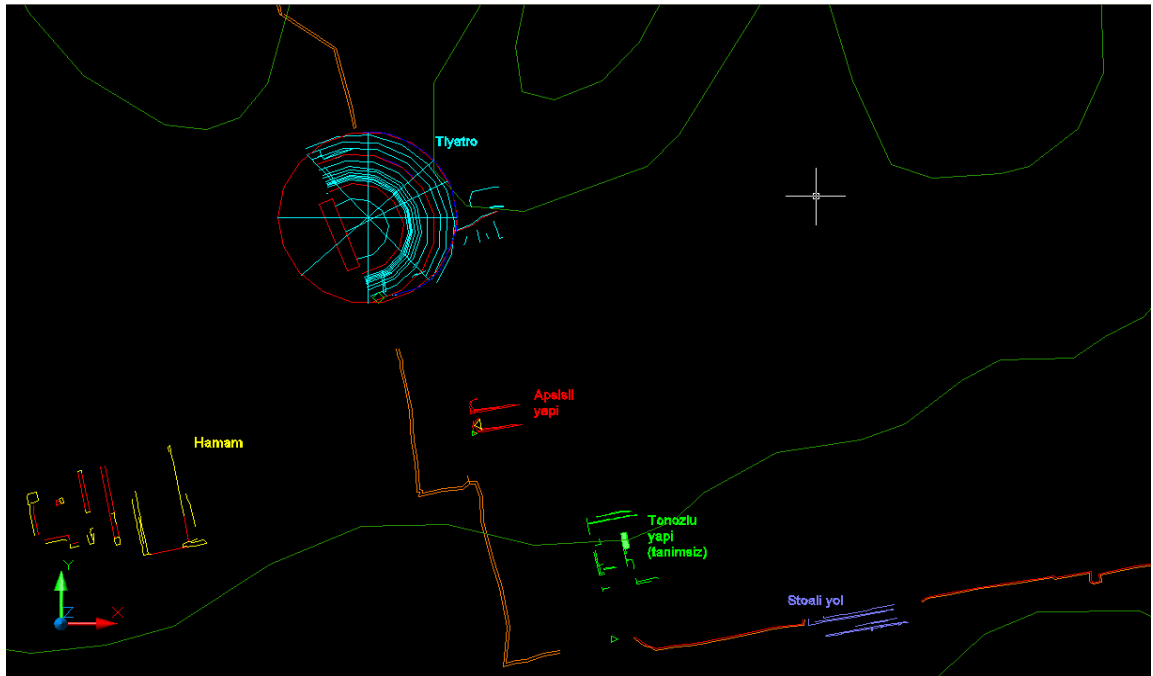 Tiyatro
Apsisli
yapi
Hamam
Tonozlu
yapi
(tanimsiz)
Stoali yol
Y
Z
X